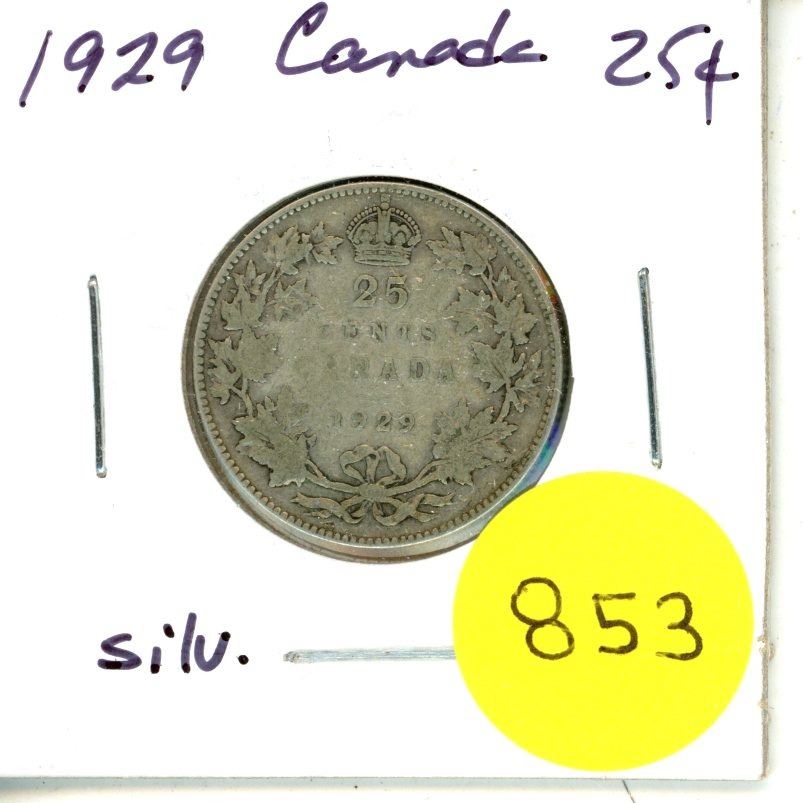 1929 Canada 25¢
25
CENTS
CANADA
1929
silv.
853